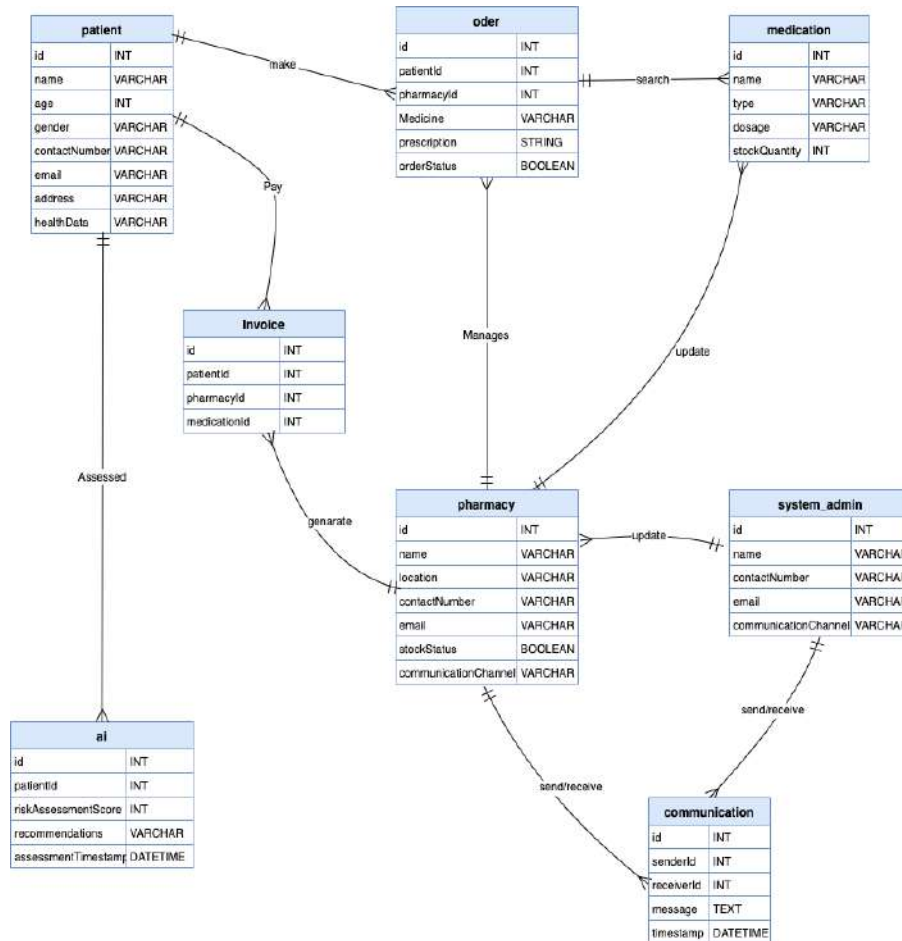 patient
id INT
name VARCHAR
age INT
gender VARCHAR
contactNumber VARCHAR
email VARCHAR
address VARCHAR
healthData VARCHAR
make
oder
id INT
patientId INT
pharmacyId INT
Medicine VARCHAR
prescription STRING
orderStatus BOOLEAN
search
medication
id INT
name VARCHAR
type VARCHAR
dosage VARCHAR
stockQuantity INT
Pay
Invoice
id INT
patientId INT
pharmacyId INT
medicationId INT
Manages
update
Assessed
genarate
pharmacy
id INT
name VARCHAR
location VARCHAR
contactNumber VARCHAR
email VARCHAR
stockStatus BOOLEAN
communicationChannel VARCHAR
update
system_admin
id INT
name VARCHAR
contactNumber VARCHAR
email VARCHAR
communicationChannel VARCHAR
send/receive
send/receive
ai
id INT
patientId INT
riskAssessmentScore INT
recommendations VARCHAR
assessmentTimestamp DATETIME
communication
id INT
senderId INT
receiverId INT
message TEXT
timestamp DATETIME